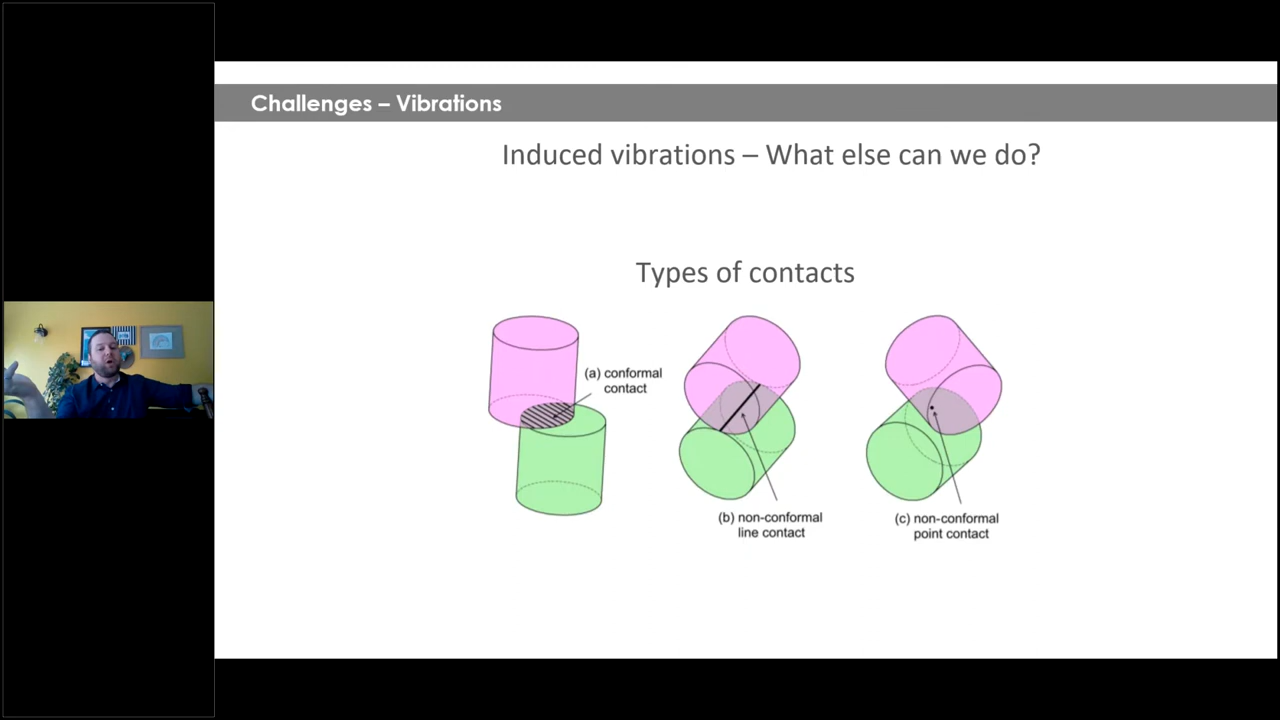 Challenges – Vibrations
Induced vibrations – What else can we do?
Types of contacts
(a) conformal
contact
(b) non-conformal
line contact
(c) non-conformal
point contact